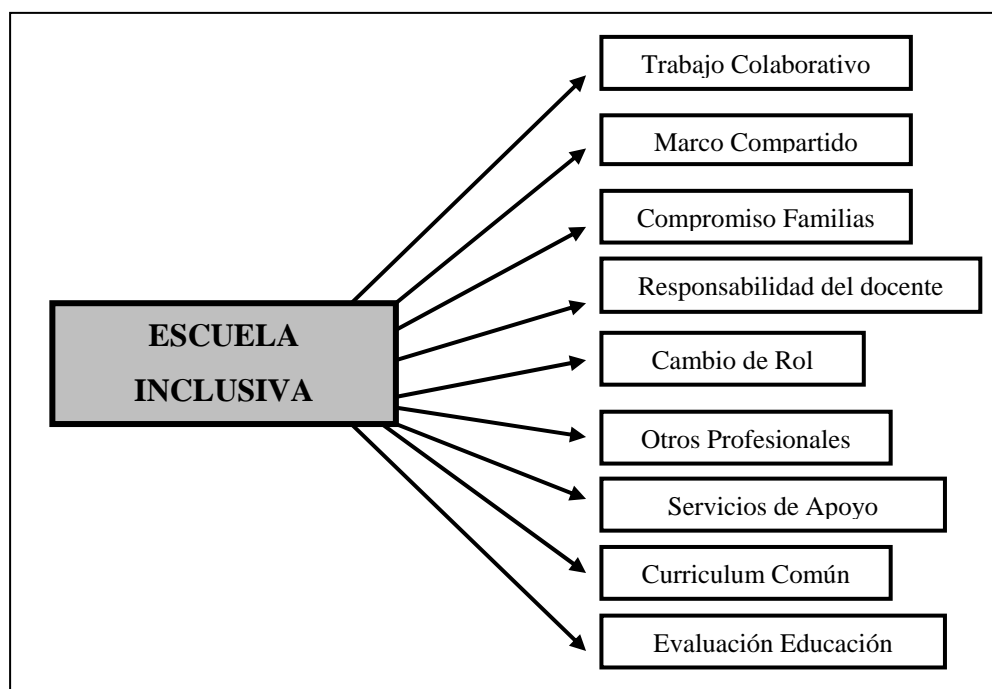 Trabajo Colaborativo
Marco Compartido
Compromiso Familias
Responsabilidad del docente
ESCUELA
INCLUSIVA
Cambio de Rol
Otros Profesionales
Servicios de Apoyo
Curriculum Común
Evaluación Educación